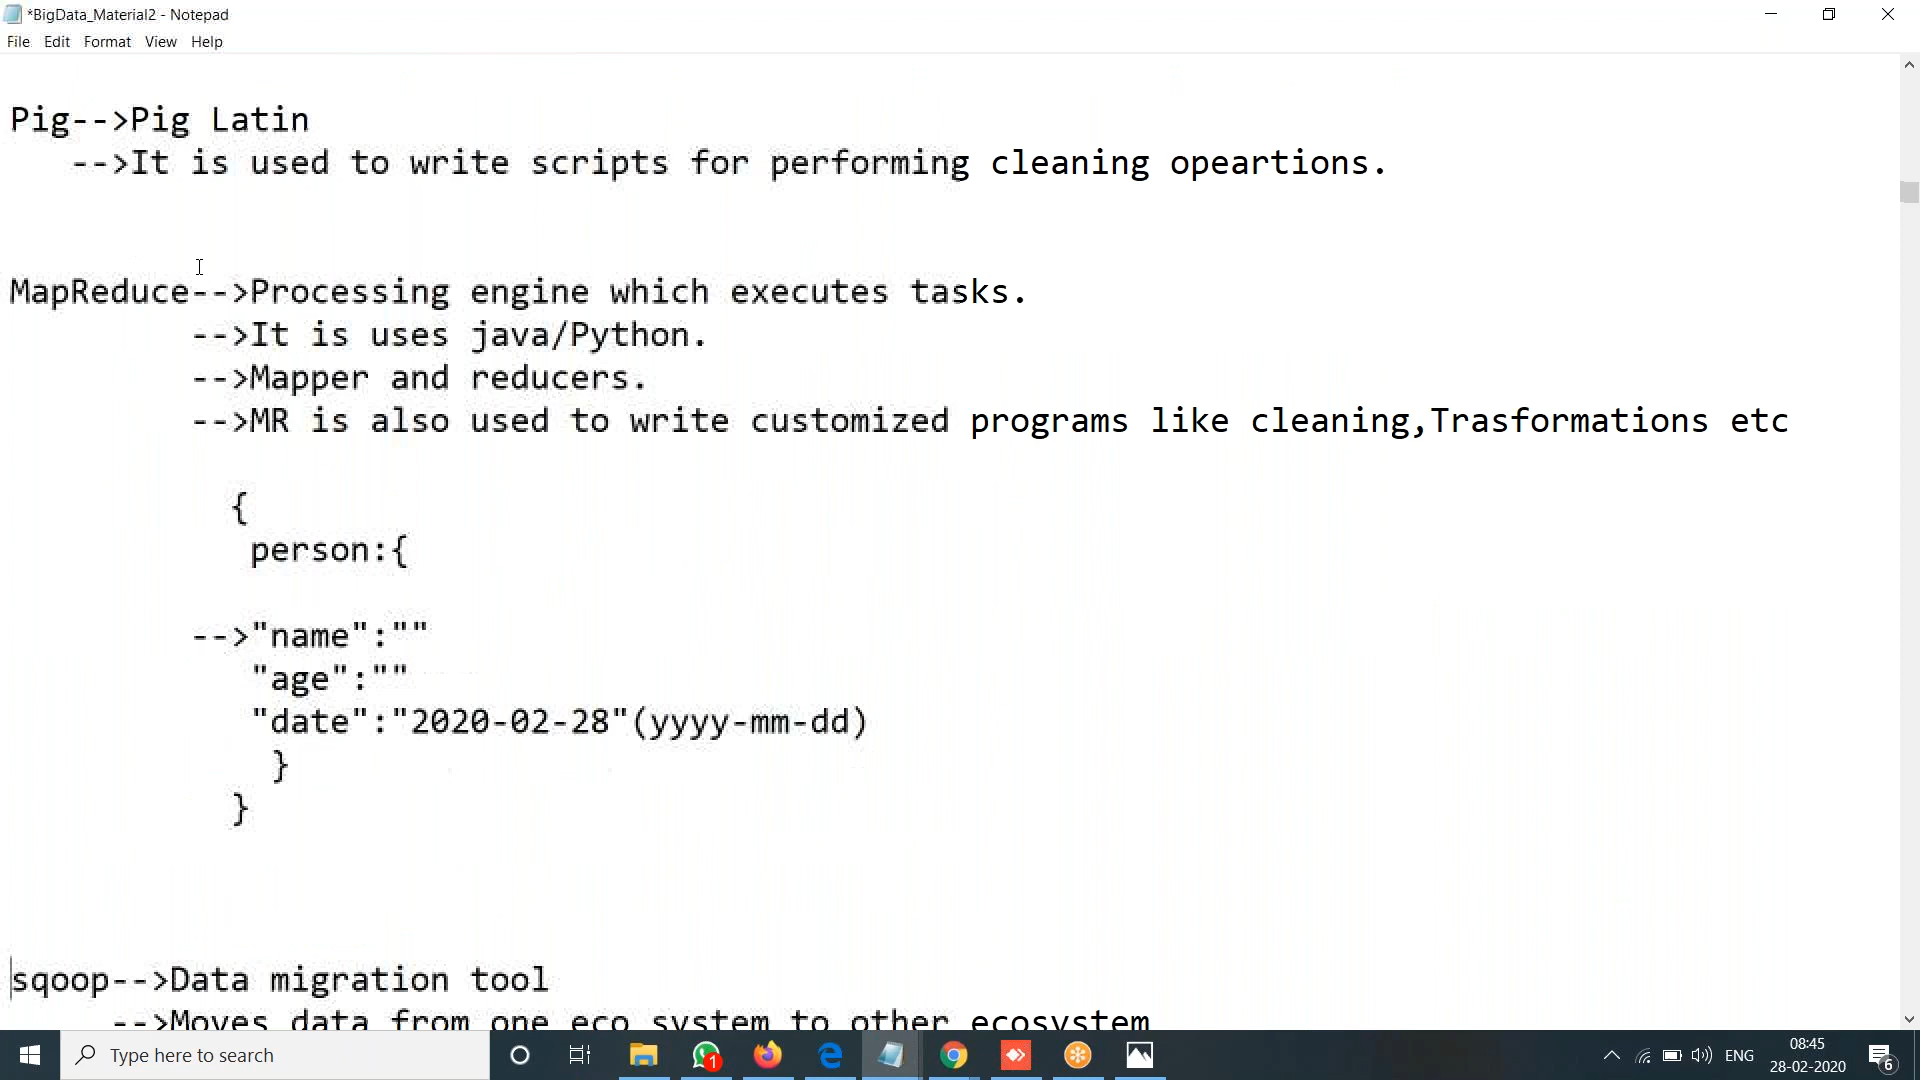 *BigData_Material2 - Notepad
File Edit Format View Help
Pig-->Pig Latin
-->It is used to write scripts for performing cleaning opeartions.
MapReduce-->Processing engine which executes tasks.
-->It is uses java/Python.
-->Mapper and reducers.
-->MR is also used to write customized programs like cleaning,Trasformations etc
{
person:{
-->"name":""
"age":""
"date":"2020-02-28"(yyyy-mm-dd)
}
}
sqoop-->Data migration tool
-->Moves data from one eco system to other ecosystem
Type here to search
1
ENG
08:45
28-02-2020
6